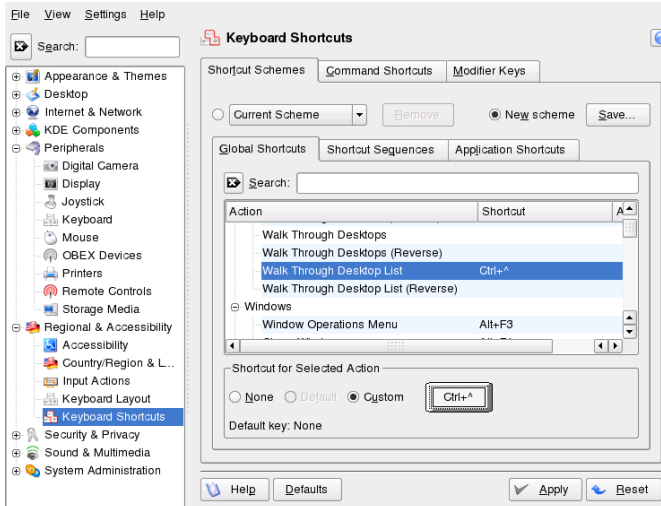 File View Settings Help
Search:
Appearance & Themes
Desktop
Internet & Network
KDE Components
Peripherals
Digital Camera
Display
Joystick
Keyboard
Mouse
OBEX Devices
Printers
Remote Controls
Storage Media
Regional & Accessibility
Accessibility
Country/Region & L...
Input Actions
Keyboard Layout
Keyboard Shortcuts
Security & Privacy
Sound & Multimedia
System Administration
Keyboard Shortcuts
Shortcut Schemes Command Shortcuts Modifier Keys
Current Scheme Remove New scheme Save...
Global Shortcuts Shortcut Sequences Application Shortcuts
Search:
Action Shortcut A
Walk Through Desktops
Walk Through Desktops (Reverse)
Walk Through Desktop List Ctrl+^
Walk Through Desktop List (Reverse)
Windows
Window Operations Menu Alt+F3
Shortcut for Selected Action
None Default Custom Ctrl+^
Default key: None
Help Defaults Apply Reset